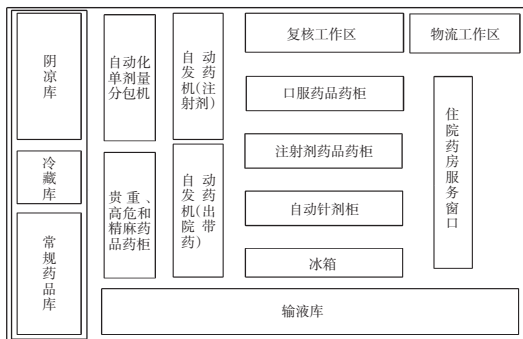 阴凉库
冷藏库
常规药品库
自动化
单剂量
分包机
贵重、
高危和
精麻药
品药柜
自动
发药
机(注
射剂)
自动
发药
机(出
院带
药)
复核工作区
物流工作区
口服药品药柜
注射剂药品药柜
自动针剂柜
冰箱
住院药房服务窗口
输液库